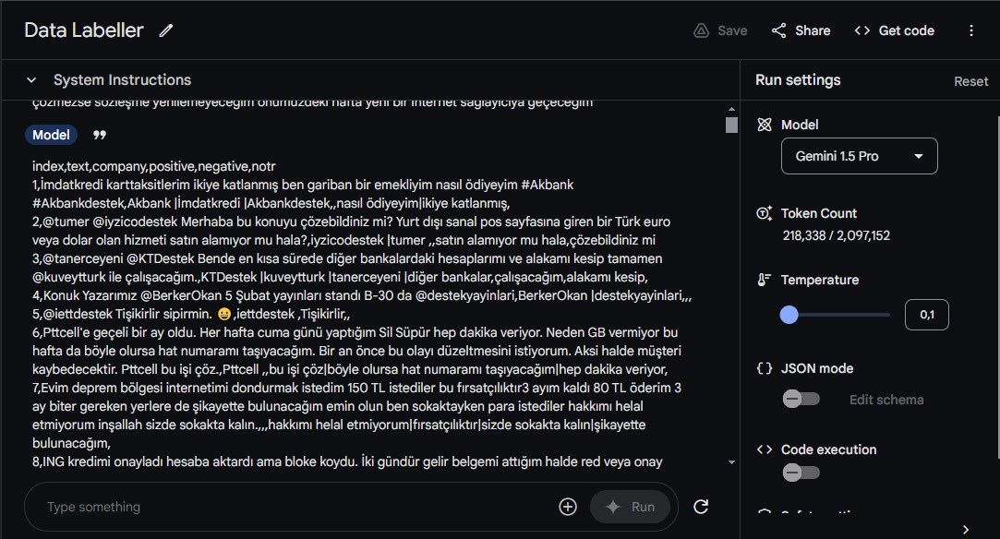 Data Labeller
Save
Share
Get code
System Instructions
Run settings
Reset
çözmezse sözleşme yenilemeyeceğim önümüzdeki hafta yeni bir internet sağlayıcıya geçeceğim
Model
index,text,company,positive,negative,notr
1,İmdatkredi karttaksitlerim ikiye katlanmış ben gariban bir emekliyim nasıl ödiyeyim #Akbank
#Akbankdestek,Akbank |İmdatkredi |Akbankdestek,,nasıl ödiyeyim|ikiye katlanmış,
2,@tumer @iyzicodestek Merhaba bu konuyu çözebildiniz mi? Yurt dışı sanal pos sayfasına giren bir Türk euro
veya dolar olan hizmeti satın alamıyor mu hala?,iyzicodestek |tumer ,,satın alamıyor mu hala,çözebildiniz mi
3,@tanerceyeni @KTDestek Bende en kısa sürede diğer bankalardaki hesaplarımı ve alakamı kesip tamamen
@kuveytturk ile çalışacağım.,KTDestek |kuveytturk |tanerceyeni |diğer bankalar,çalışacağım,alakamı kesip,
4,Konuk Yazarımız @BerkerOkan 5 Şubat yayınları standı B-30 da @destekyayinlari,BerkerOkan |destekyayinlari,,,
5,@iettdestek Tişikirlir sipirmin. 😀 ,iettdestek ,Tişikirlir,,
6,Pttcell'e geçeli bir ay oldu. Her hafta cuma günü yaptığım Sil Süpür hep dakika veriyor. Neden GB vermiyor bu
hafta da böyle olursa hat numaramı taşıyacağım. Bir an önce bu olayı düzeltmesini istiyorum. Aksi halde müşteri
kaybedecektir. Pttcell bu işi çöz.,Pttcell ,,bu işi çöz|böyle olursa hat numaramı taşıyacağım|hep dakika veriyor,
7,Evim deprem bölgesi internetimi dondurmak istedim 150 TL istediler bu fırsatçılıktır3 ayım kaldı 80 TL öderim 3
ay biter gereken yerlere de şikayette bulunacağım emin olun ben sokaktayken para istediler hakkımı helal
etmiyorum inşallah sizde sokakta kalın.,,,hakkımı helal etmiyorum|fırsatçılıktır|sizde sokakta kalın|şikayette
bulunacağım,
8,ING kredimi onayladı hesaba aktardı ama bloke koydu. İki gündür gelir belgemi attığım halde red veya onay
Type something
Run
Model
Gemini 1.5 Pro
Token Count
218,338 / 2,097,152
Temperature
0,1
JSON mode
Edit schema
Code execution